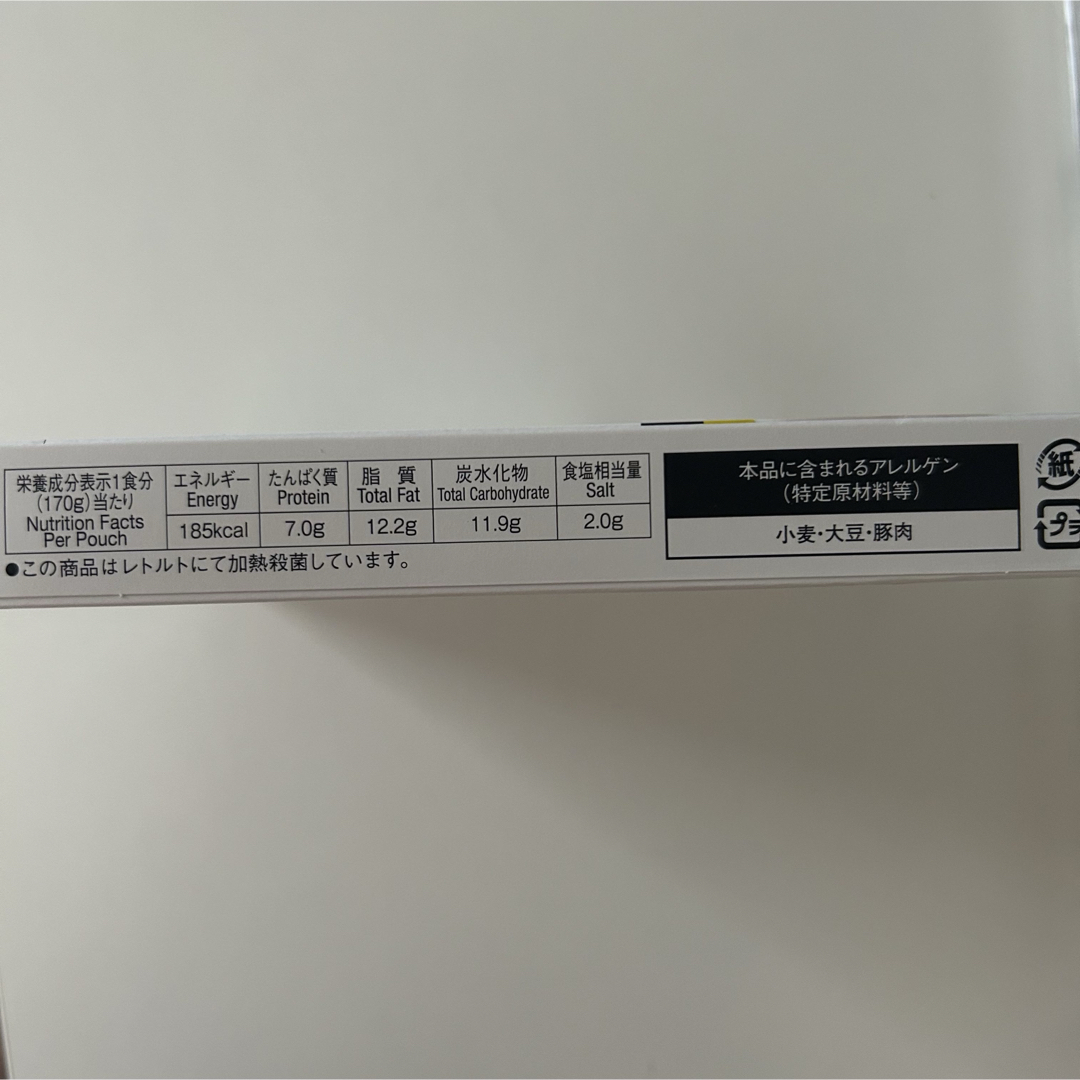 栄養成分表示1食分
(170g)当たり
Nutrition Facts
Per Pouch
エネルギー
Energy
たんぱく質
Protein
脂 質
Total Fat
炭水化物
Total Carbohydrate
食塩相当量
Salt
185kcal
7.0g
12.2g
11.9g
2.0g
●この商品はレトルトにて加熱殺菌しています。
本品に含まれるアレルゲン
(特定原材料等)
小麦・大豆・豚肉
紙
プラ